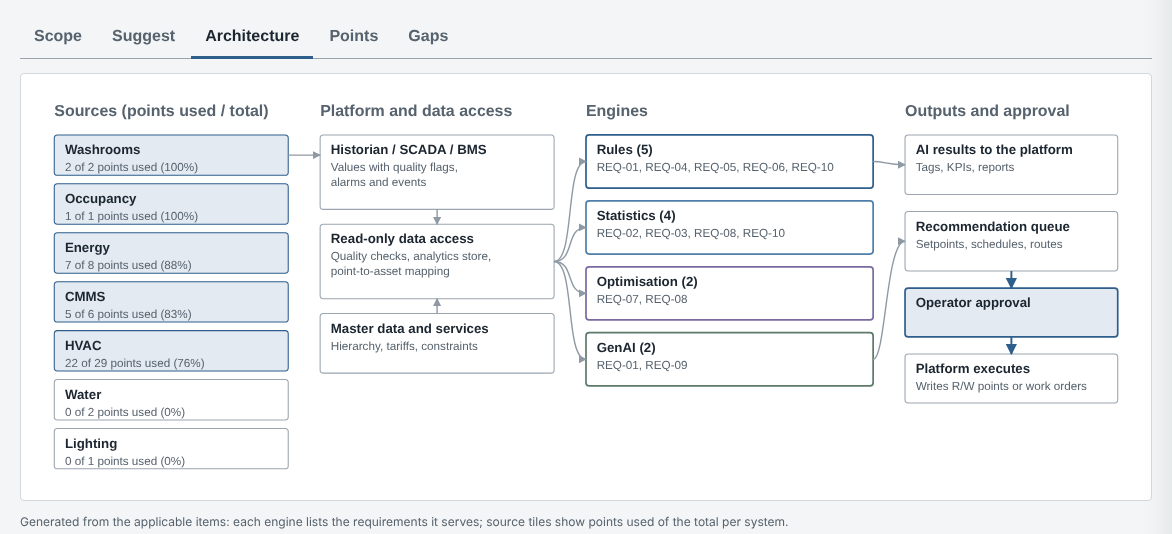 Scope Suggest Architecture Points Gaps
Sources (points used / total)
Washrooms
2 of 2 points used (100%)
Occupancy
1 of 1 points used (100%)
Energy
7 of 8 points used (88%)
CMMS
5 of 6 points used (83%)
HVAC
22 of 29 points used (76%)
Water
0 of 2 points used (0%)
Lighting
0 of 1 points used (0%)
Platform and data access
Historian / SCADA / BMS
Values with quality flags,
alarms and events
Read-only data access
Quality checks, analytics store,
point-to-asset mapping
Master data and services
Hierarchy, tariffs, constraints
Engines
Rules (5)
REQ-01, REQ-04, REQ-05, REQ-06, REQ-10
Statistics (4)
REQ-02, REQ-03, REQ-08, REQ-10
Optimisation (2)
REQ-07, REQ-08
GenAI (2)
REQ-01, REQ-09
Outputs and approval
AI results to the platform
Tags, KPIs, reports
Recommendation queue
Setpoints, schedules, routes
Operator approval
Platform executes
Writes R/W points or work orders
Generated from the applicable items: each engine lists the requirements it serves; source tiles show points used of the total per system.